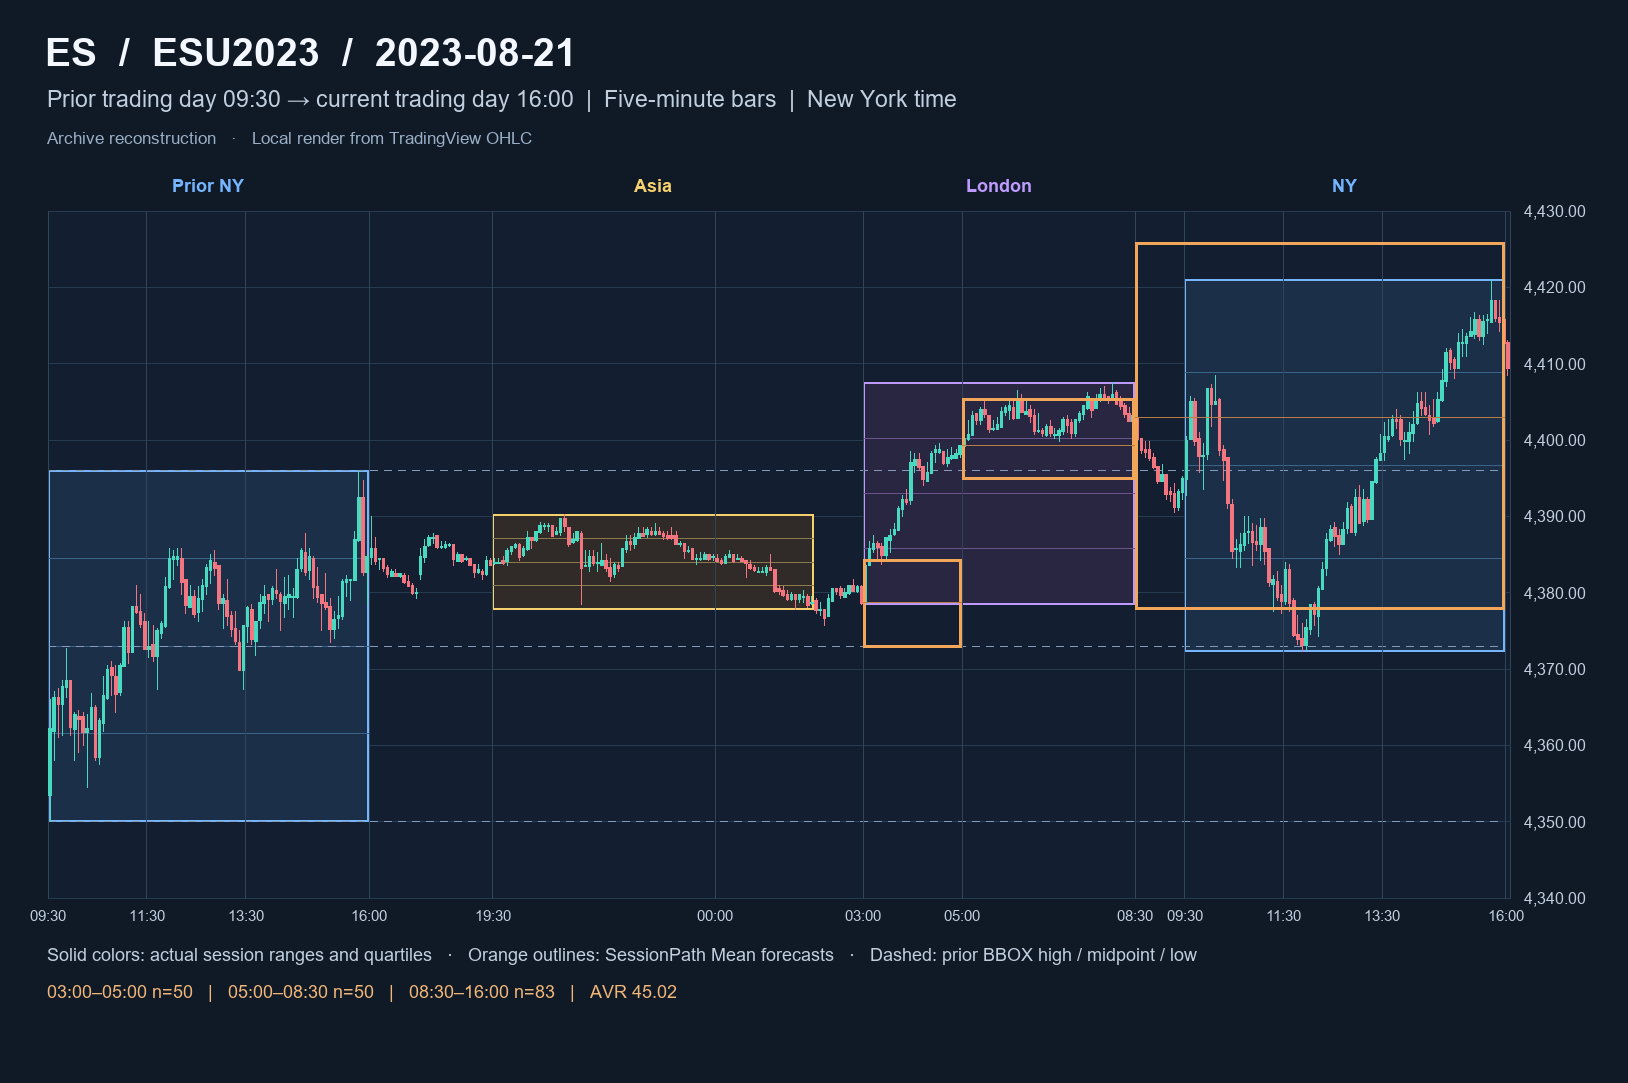 ES / ESU2023 / 2023-08-21
Prior trading day 09:30 → current trading day 16:00 | Five-minute bars | New York time
Archive reconstruction · Local render from TradingView OHLC
Prior NY Asia London NY
4,430.00
4,420.00
4,410.00
4,400.00
4,390.00
4,380.00
4,370.00
4,360.00
4,350.00
4,340.00
09:30 11:30 13:30 16:00 19:30 00:00 03:00 05:00 08:30 09:30 11:30 13:30 16:00
Solid colors: actual session ranges and quartiles · Orange outlines: SessionPath Mean forecasts · Dashed: prior BBOX high / midpoint / low
03:00–05:00 n=50 | 05:00–08:30 n=50 | 08:30–16:00 n=83 | AVR 45.02